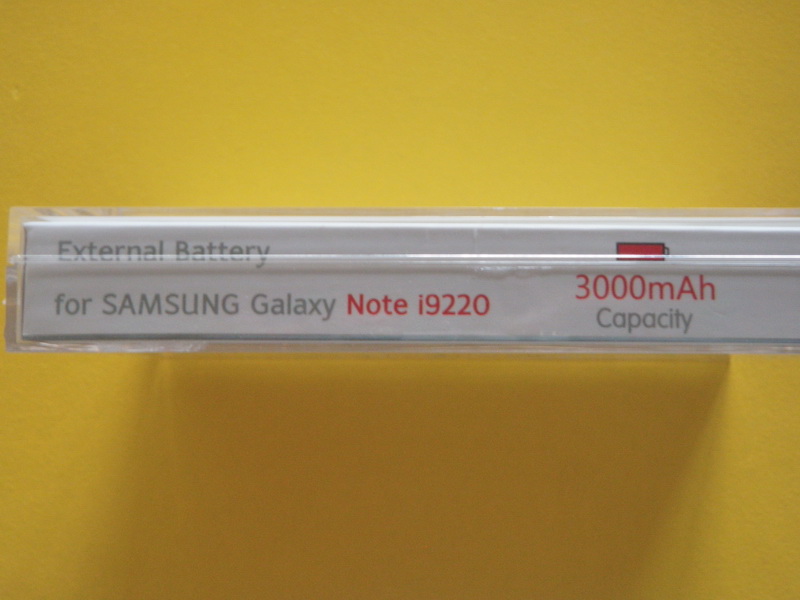 External Battery
for SAMSUNG Galaxy Note i9220
3000mAh
Capacity